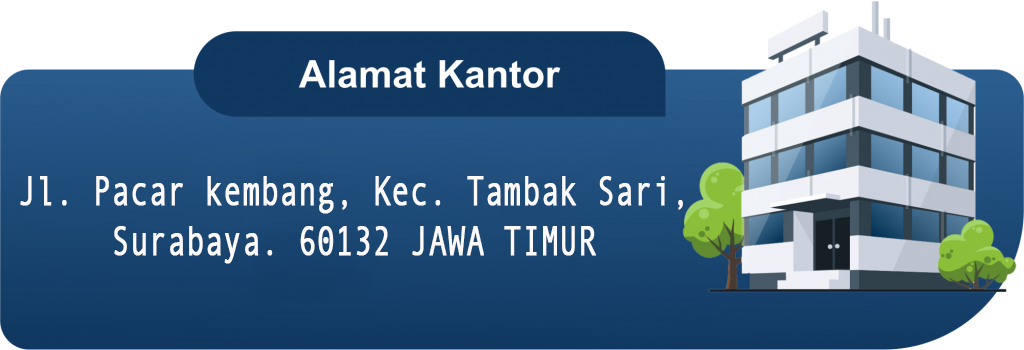 Alamat Kantor
Jl. Pacar kembang, Kec. Tambak Sari,
Surabaya. 60132 JAWA TIMUR